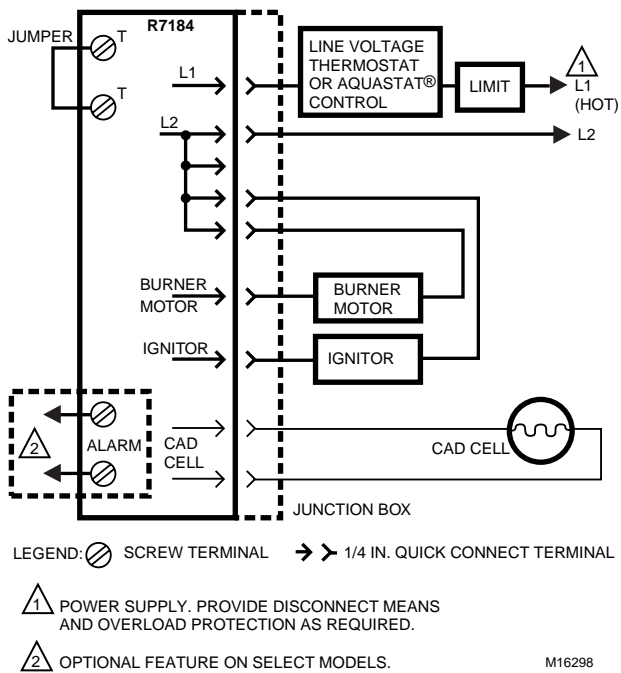 JUMPER
T
R7184
T
L1
LINE VOLTAGE
THERMOSTAT
OR AQUASTAT®
CONTROL
LIMIT
1
L1
(HOT)
L2
L2
BURNER
MOTOR
BURNER
MOTOR
IGNITOR
IGNITOR
2
ALARM
CAD
CELL
CAD CELL
JUNCTION BOX
LEGEND: SCREW TERMINAL 1/4 IN. QUICK CONNECT TERMINAL
1 POWER SUPPLY. PROVIDE DISCONNECT MEANS
AND OVERLOAD PROTECTION AS REQUIRED.
2 OPTIONAL FEATURE ON SELECT MODELS.
M16298